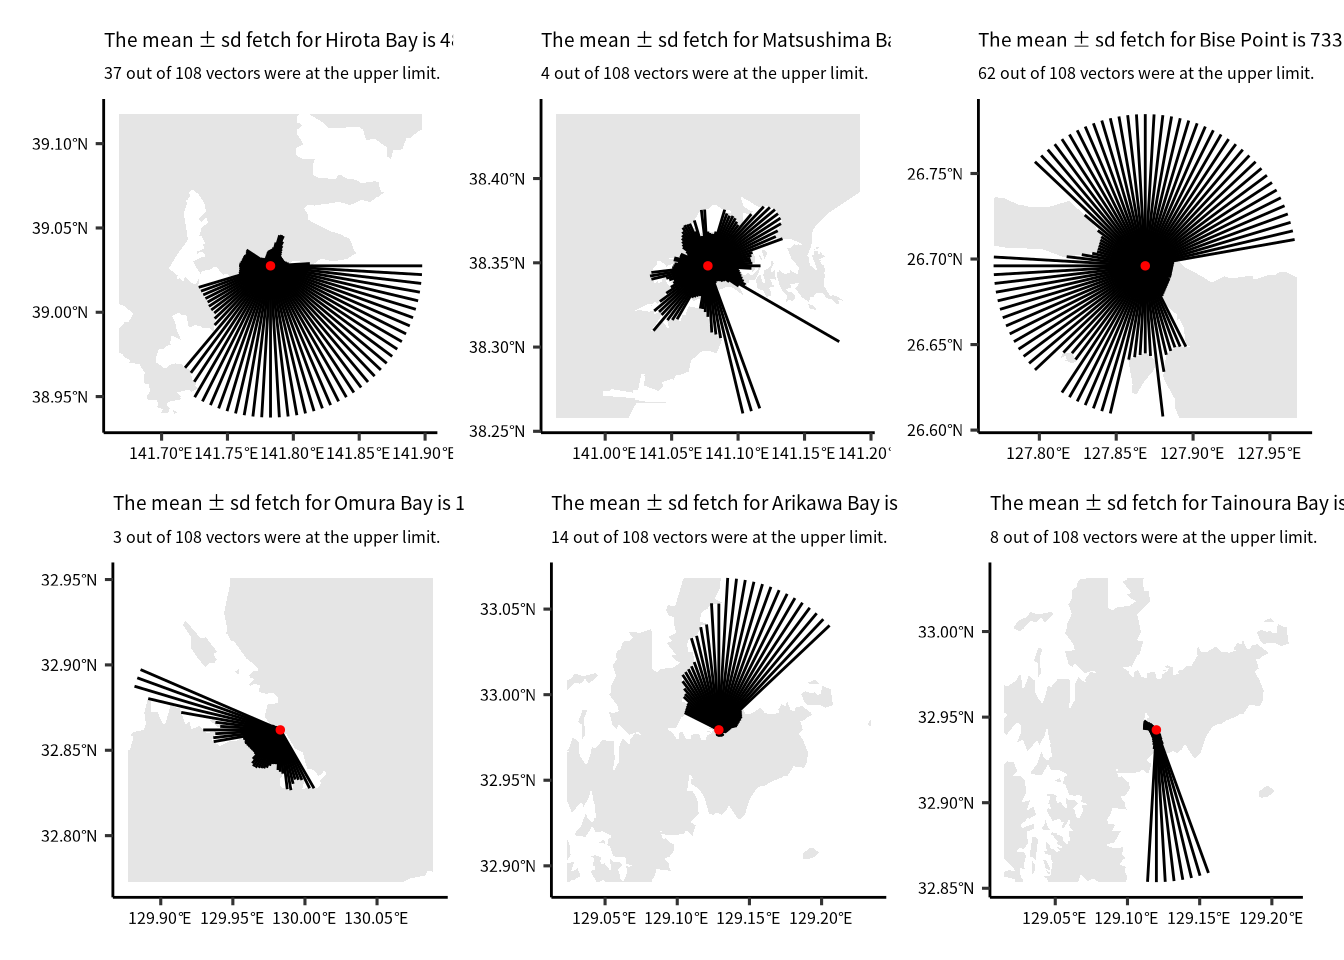 The mean ± sd fetch for Hirota Bay is
37 out of 108 vectors were at the upper limit.
39.10°N
39.05°N
39.00°N
38.95°N
141.70°E 141.75°E 141.80°E 141.85°E 141.90°E
The mean ± sd fetch for Matsushima
4 out of 108 vectors were at the upper limit.
38.40°N
38.35°N
38.30°N
38.25°N
141.00°E 141.05°E 141.10°E 141.15°E 141.20°
The mean ± sd fetch for Bise Point is 733
62 out of 108 vectors were at the upper limit.
26.75°N
26.70°N
26.65°N
26.60°N
127.80°E 127.85°E 127.90°E 127.95°E
The mean ± sd fetch for Omura Bay is 1
3 out of 108 vectors were at the upper limit.
32.95°N
32.90°N
32.85°N
32.80°N
129.90°E 129.95°E 130.00°E 130.05°E
The mean ± sd fetch for Arikawa Bay is
14 out of 108 vectors were at the upper limit.
33.05°N
33.00°N
32.95°N
32.90°N
129.05°E 129.10°E 129.15°E 129.20°E
The mean ± sd fetch for Tainoura Bay is
8 out of 108 vectors were at the upper limit.
33.00°N
32.95°N
32.90°N
32.85°N
129.05°E 129.10°E 129.15°E 129.20°E